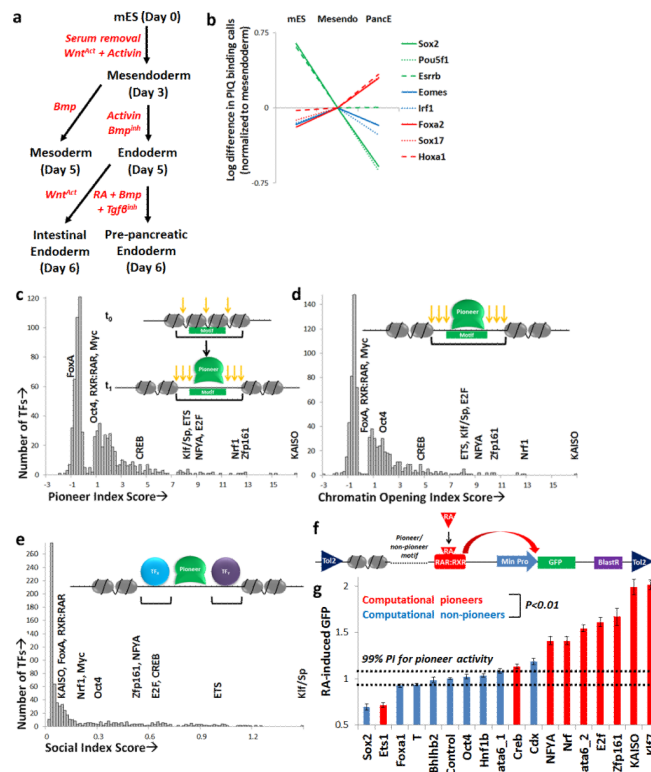 a
mES (Day 0)
Serum removal
Wnt^Act + Activin
Mesendoderm
(Day 3)
Bmp
Activin
Bmp^inh
Mesoderm
(Day 5)
Endoderm
(Day 5)
Wnt^Act
RA + Bmp
+ Tgfβ^inh
Intestinal
Endoderm
(Day 6)
Pre-pancreatic
Endoderm
(Day 6)
b
mES Mesendo PancE
Log difference in PIQ binding calls
(normalized to mesendoderm)
0.75
0
-0.75
Sox2
Pou5f1
Esrrb
Eomes
Irf1
Foxa2
Sox17
Hoxa1
c
Number of TFs→
120
100
80
60
40
20
0
t0
Motif
Pioneer
t1
Motif
FoxA
Oct4, RXR:RAR, Myc
CREB
Klf/Sp, ETS
NFYA, E2F
Nrf1
Zfp161
KAISO
-3 -1 1 3 5 7 9 11 13 15
Pioneer Index Score→
d
140
120
100
80
60
40
20
0
Pioneer
Motif
FoxA, RXR:RAR, Myc
Oct4
CREB
ETS, Klf/Sp, E2F
NFYA
Zfp161
Nrf1
KAISO
-3 -1 1 3 5 7 9 11 13 15
Chromatin Opening Index Score→
e
Number of TFs→
260
240
220
200
180
160
140
120
100
80
60
40
20
0
Pioneer
KAISO, FoxA, RXR:RAR
Nrf1, Myc
Oct4
Zfp161, NFYA
E2F, CREB
ETS
Klf/Sp
0 0.3 0.6 0.9 1.2
Social Index Score→
f
RA
Pioneer/
non-pioneer
motif
RA
Tol2
RAR:RXR
Min Pro
GFP
BlastR
Tol2
g
RA-induced GFP
2
1.5
1
0.5
Computational pioneers
Computational non-pioneers
P<0.01
99% PI for pioneer activity
Sox2
Ets1
Foxa1
T
Bhlhb2
Control
Oct4
Hnf1b
ata6_1
Creb
Cdx
NFYA
Nrf
ata6_2
E2f
Zfp161
KAISO
Klf7